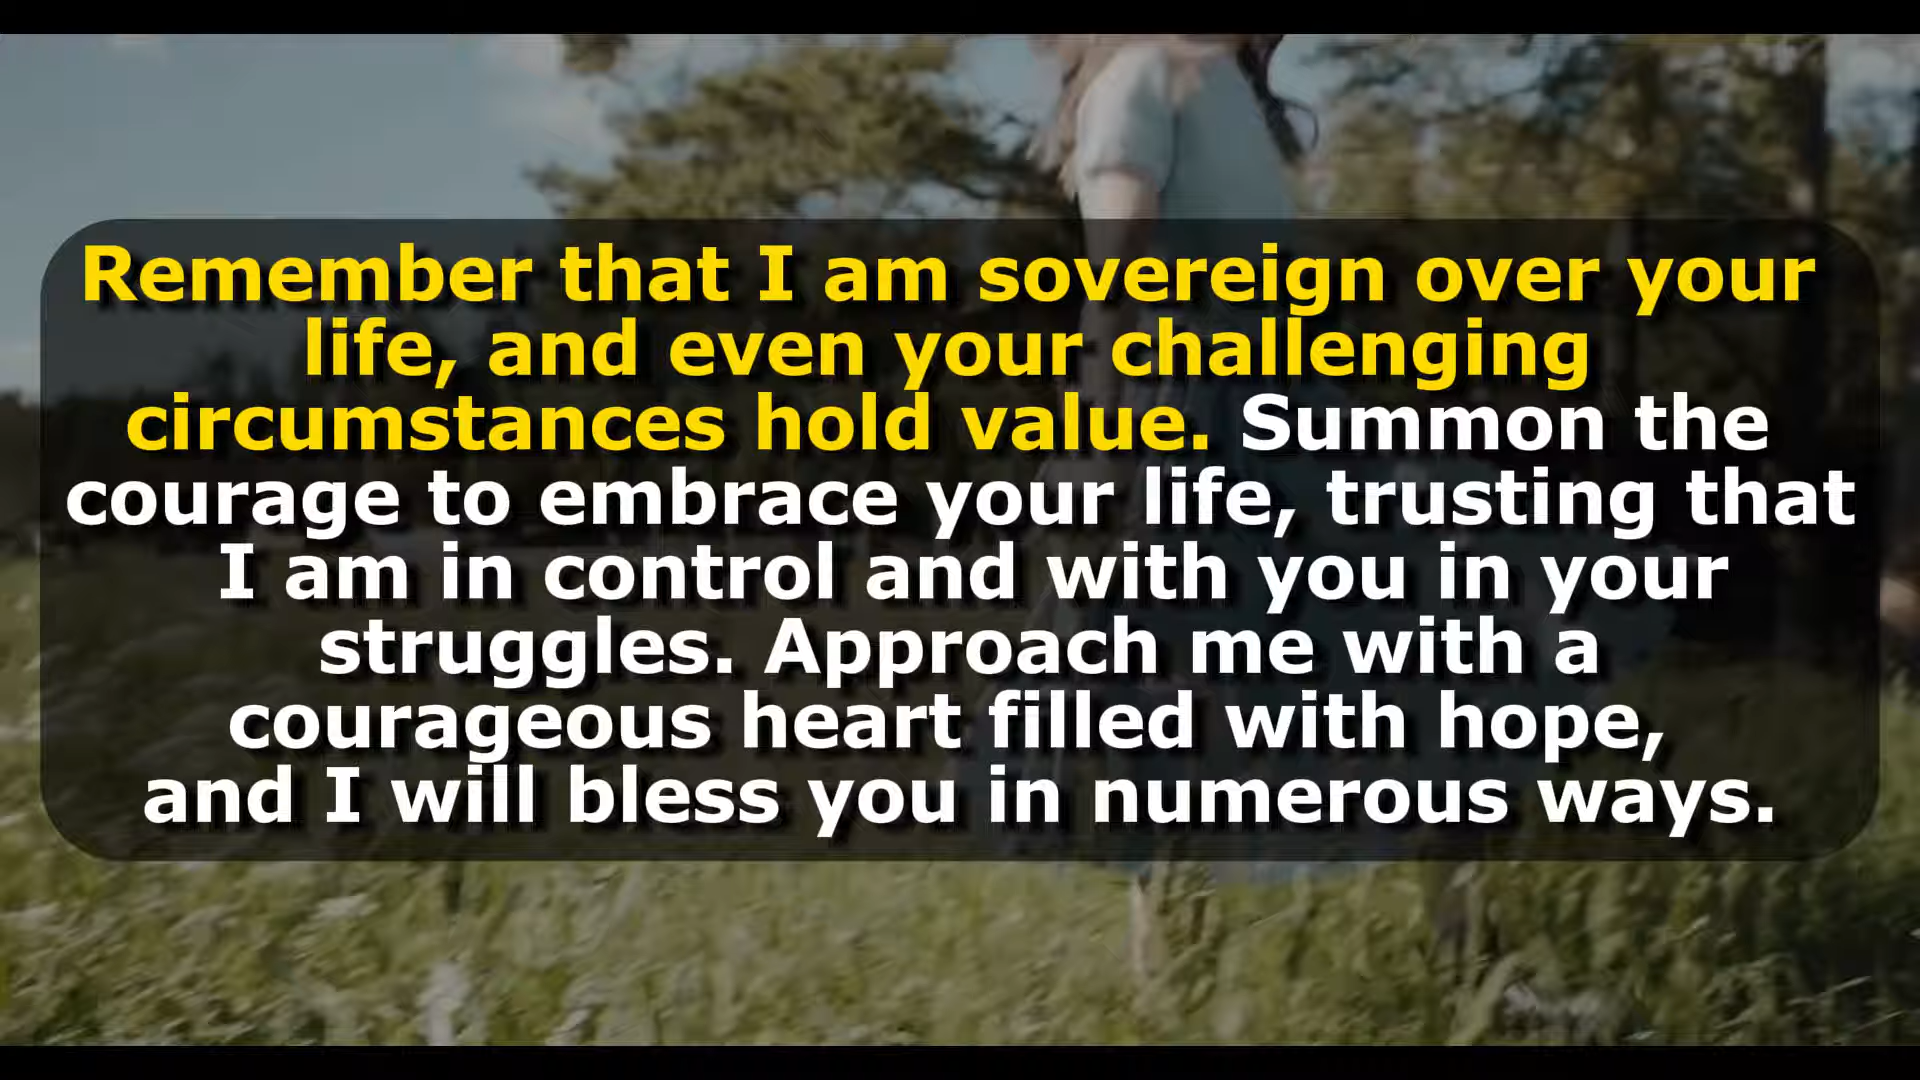 Remember that I am sovereign over your
life, and even your challenging
circumstances hold value. Summon the
courage to embrace your life, trusting that
I am in control and with you in your
struggles. Approach me with a
courageous heart filled with hope,
and I will bless you in numerous ways.